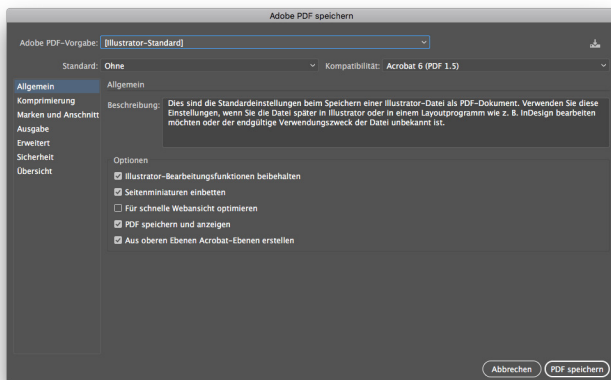 Adobe PDF speichern
Adobe PDF-Vorgabe: [Illustrator-Standard]
Standard: Ohne Kompatibilität: Acrobat 6 (PDF 1.5)
Allgemein
Komprimierung
Marken und Anschnitt
Ausgabe
Erweitert
Sicherheit
Übersicht
Allgemein
Beschreibung: Dies sind die Standardeinstellungen beim Speichern einer Illustrator-Datei als PDF-Dokument. Verwenden Sie diese
Einstellungen, wenn Sie die Datei später in Illustrator oder in einem Layoutprogramm wie z. B. InDesign bearbeiten
möchten oder der endgültige Verwendungszweck der Datei unbekannt ist.
Optionen
Illustrator-Bearbeitungsfunktionen beibehalten
Seitenminiaturen einbetten
Für schnelle Webansicht optimieren
PDF speichern und anzeigen
Aus oberen Ebenen Acrobat-Ebenen erstellen
Abbrechen PDF speichern